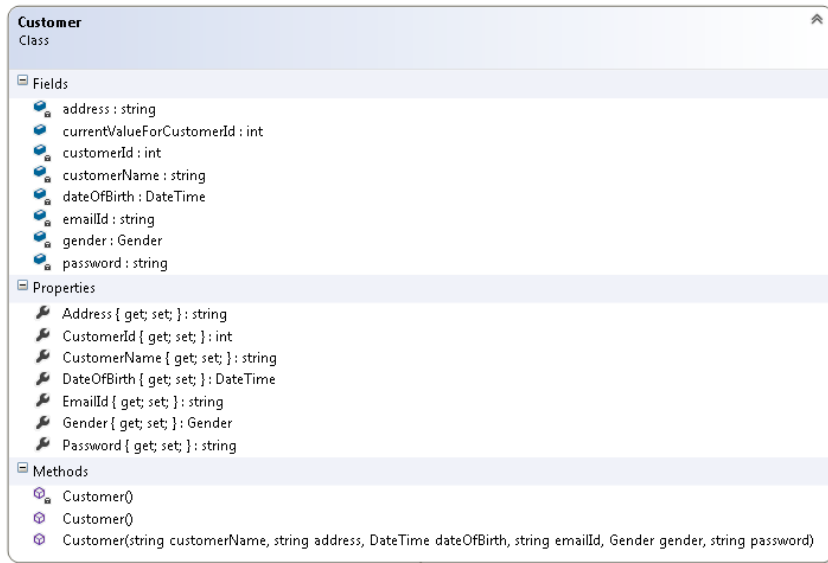 Customer
Class
Fields
address : string
currentValueForCustomerId : int
customerId : int
customerName : string
dateOfBirth : DateTime
emailId : string
gender : Gender
password : string
Properties
Address { get; set; } : string
CustomerId { get; set; } : int
CustomerName { get; set; } : string
DateOfBirth { get; set; } : DateTime
EmailId { get; set; } : string
Gender { get; set; } : Gender
Password { get; set; } : string
Methods
Customer()
Customer()
Customer(string customerName, string address, DateTime dateOfBirth, string emailId, Gender gender, string password)